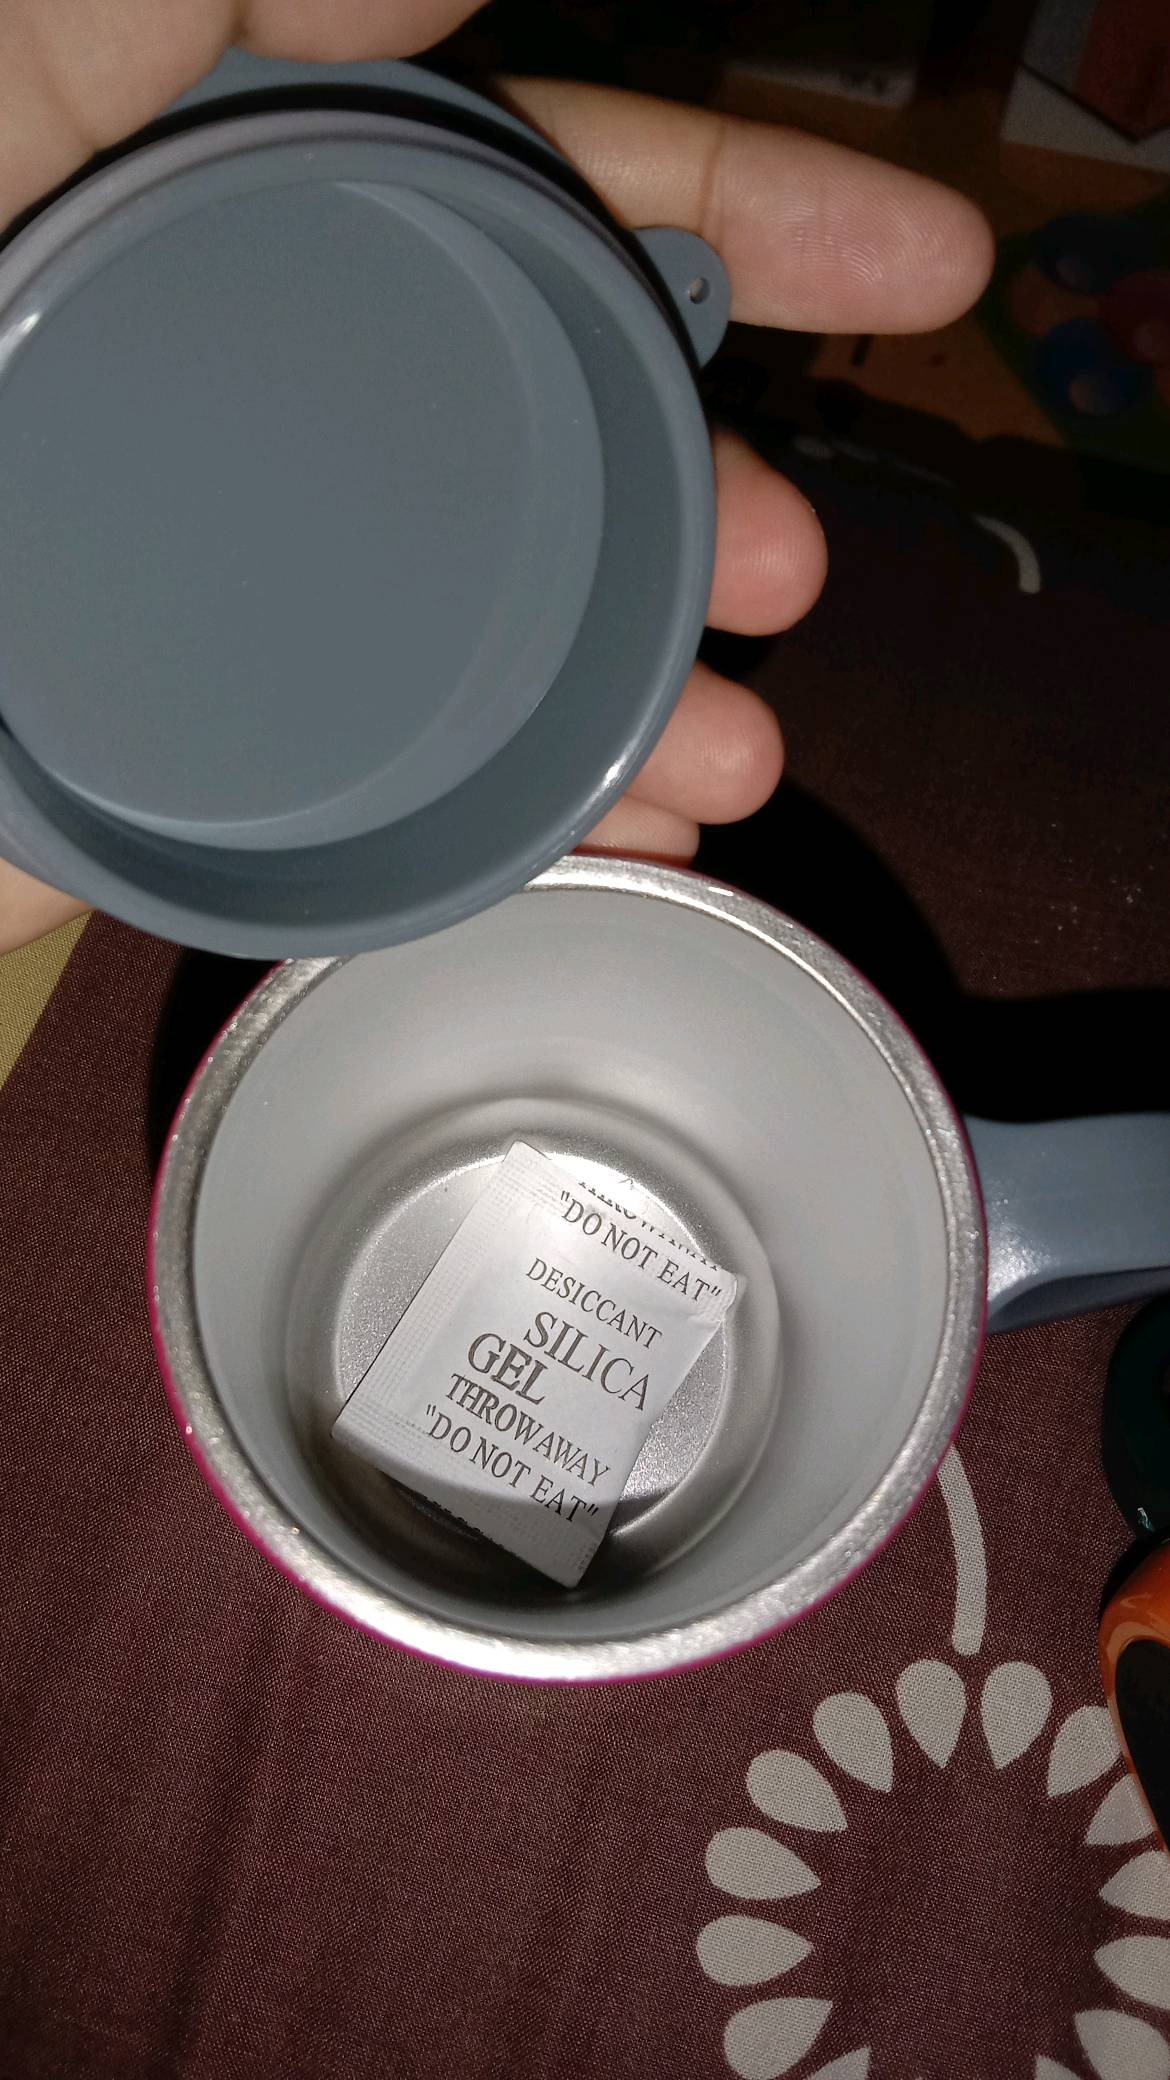 "DO NOT EAT"
DESICCANT
SILICA
GEL
THROWAWAY
"DO NOT EAT"